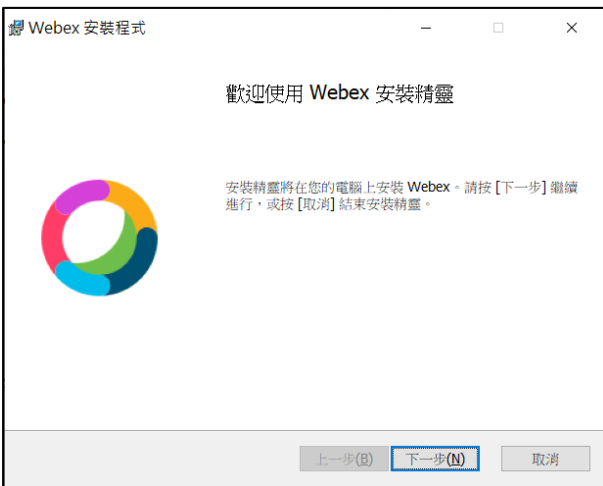 Webex 安裝程式
歡迎使用 Webex 安裝精靈
安裝精靈將在您的電腦上安裝 Webex。請按 [下一步] 繼續
進行，或按 [取消] 結束安裝精靈。
上一步(B) 下一步(N) 取消